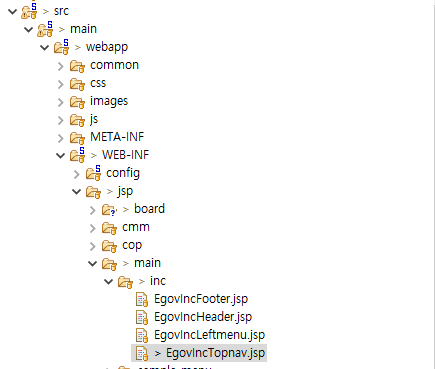 > src
> main
> webapp
> common
> css
> images
> js
> META-INF
> WEB-INF
> config
> jsp
> board
cmm
cop
> main
> inc
EgovIncFooter.jsp
EgovIncHeader.jsp
EgovIncLeftmenu.jsp
> EgovIncTopnav.jsp